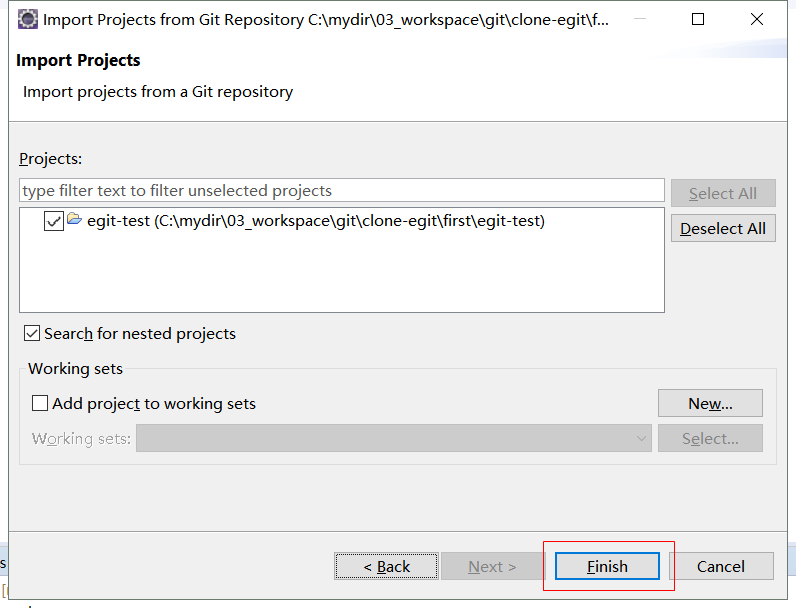 Import Projects from Git Repository C:\mydir\03_workspace\git\clone-egit\f...
Import Projects
Import projects from a Git repository
Projects:
type filter text to filter unselected projects
Select All
egit-test (C:\mydir\03_workspace\git\clone-egit\first\egit-test)
Deselect All
Search for nested projects
Working sets
Add project to working sets
New...
Working sets:
Select...
< Back
Next >
Finish
Cancel